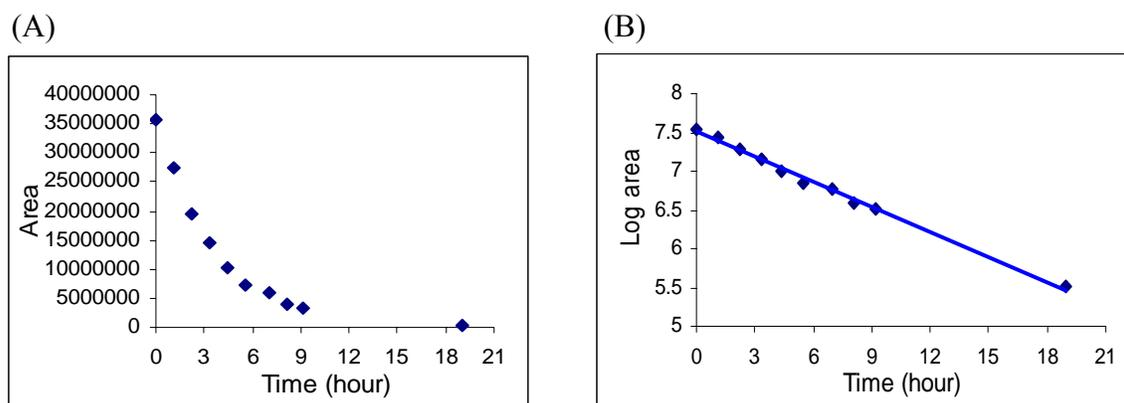 (A)
Area
40000000
35000000
30000000
25000000
20000000
15000000
10000000
5000000
0
0 3 6 9 12 15 18 21
Time (hour)
(B)
Log area
8
7.5
7
6.5
6
5.5
5
0 3 6 9 12 15 18 21
Time (hour)